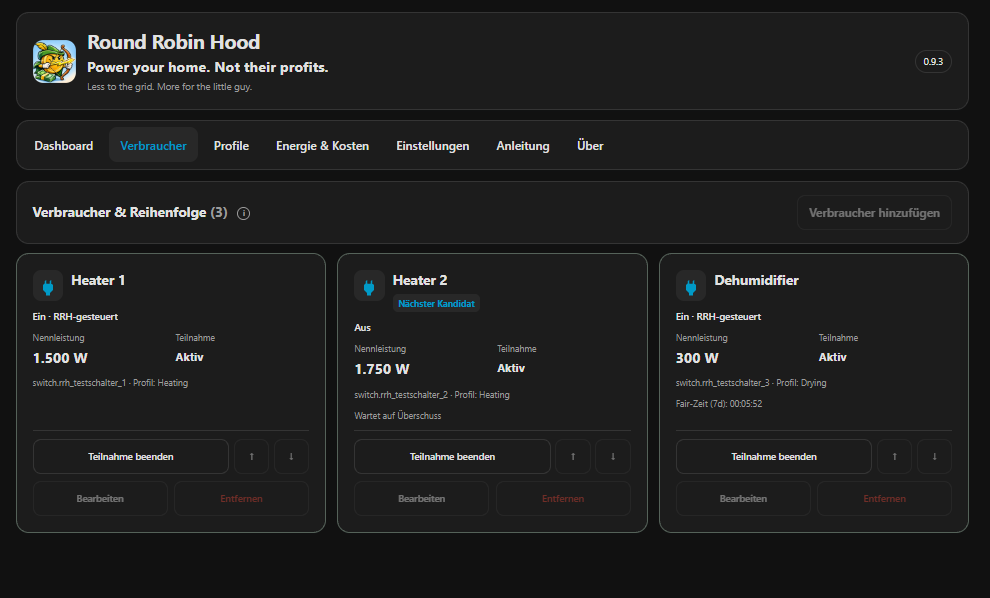 Round Robin Hood
Power your home. Not their profits.
Less to the grid. More for the little guy.
0.9.3
Dashboard Verbraucher Profile Energie & Kosten Einstellungen Anleitung Über
Verbraucher & Reihenfolge (3)
Verbraucher hinzufügen
Heater 1
Ein · RRH-gesteuert
Nennleistung Teilnahme
1.500 W Aktiv
switch.rrh_testschalter_1 · Profil: Heating
Teilnahme beenden ↑ ↓
Bearbeiten Entfernen
Heater 2
Nächster Kandidat
Aus
Nennleistung Teilnahme
1.750 W Aktiv
switch.rrh_testschalter_2 · Profil: Heating
Wartet auf Überschuss
Teilnahme beenden ↑ ↓
Bearbeiten Entfernen
Dehumidifier
Ein · RRH-gesteuert
Nennleistung Teilnahme
300 W Aktiv
switch.rrh_testschalter_3 · Profil: Drying
Fair-Zeit (7d): 00:05:52
Teilnahme beenden ↑ ↓
Bearbeiten Entfernen